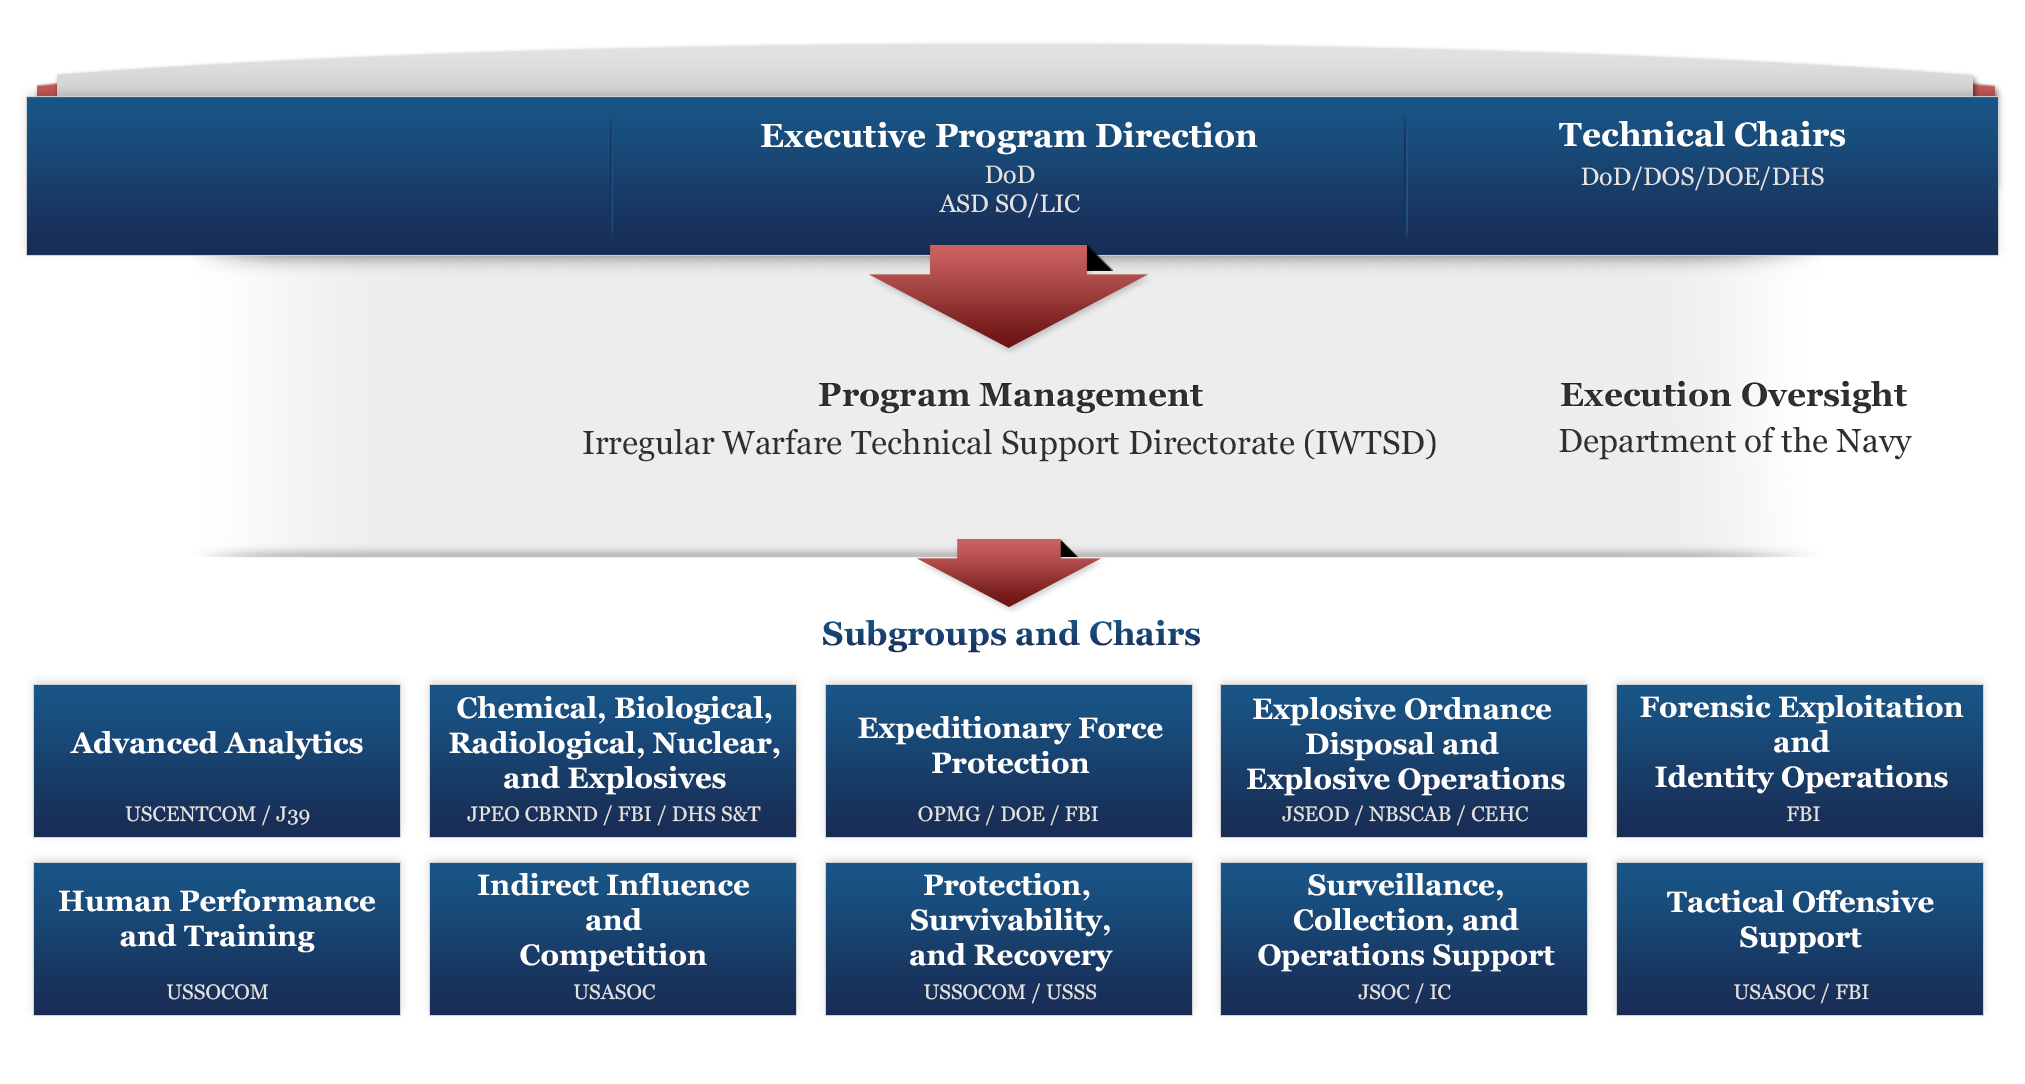 Executive Program Direction
DoD
ASD SO/LIC
Technical Chairs
DoD/DOS/DOE/DHS
Program Management
Irregular Warfare Technical Support Directorate (IWTSD)
Execution Oversight
Department of the Navy
Subgroups and Chairs
Advanced Analytics
USCENTCOM / J39
Chemical, Biological,
Radiological, Nuclear,
and Explosives
JPEO CBRND / FBI / DHS S&T
Expeditionary Force
Protection
OPMG / DOE / FBI
Explosive Ordnance
Disposal and
Explosive Operations
JSEOD / NBSCAB / CEHC
Forensic Exploitation
and
Identity Operations
FBI
Human Performance
and Training
USSOCOM
Indirect Influence
and
Competition
USASOC
Protection,
Survivability,
and Recovery
USSOCOM / USSS
Surveillance,
Collection, and
Operations Support
JSOC / IC
Tactical Offensive
Support
USASOC / FBI